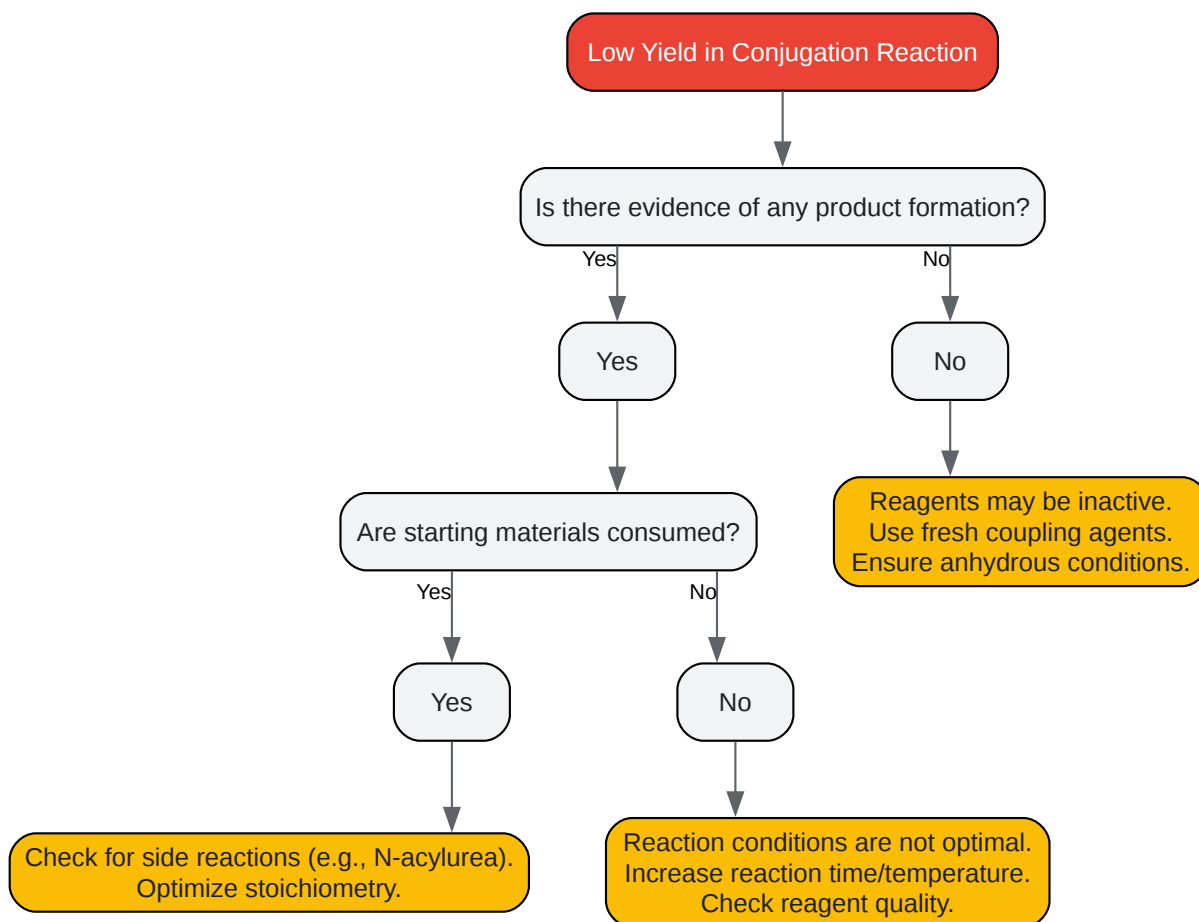 Low Yield in Conjugation Reaction
Is there evidence of any product formation?
Yes
No
Yes
No
Are starting materials consumed?
Reagents may be inactive.
Use fresh coupling agents.
Ensure anhydrous conditions.
Yes
No
Yes
No
Check for side reactions (e.g., N-acylurea).
Optimize stoichiometry.
Reaction conditions are not optimal.
Increase reaction time/temperature.
Check reagent quality.